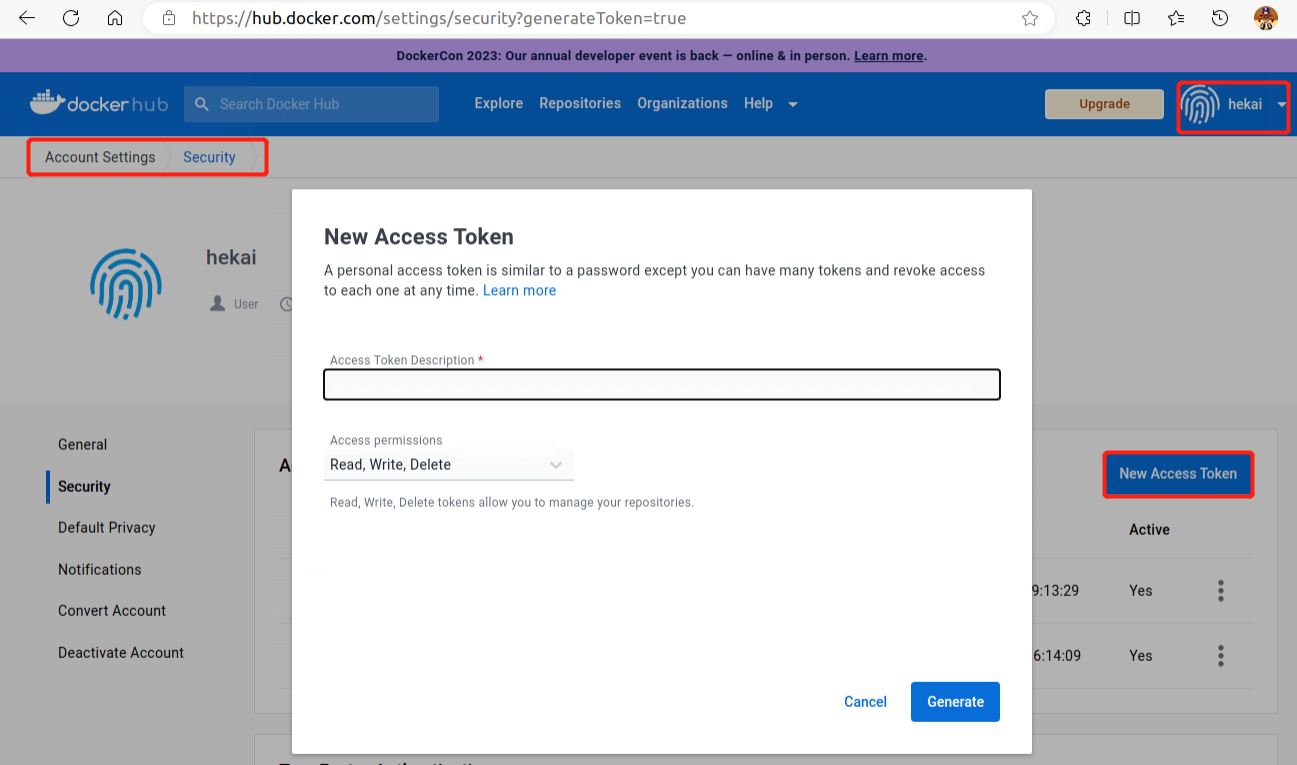 https://hub.docker.com/settings/security?generateToken=true
DockerCon 2023: Our annual developer event is back — online & in person. Learn more.
docker hub
Search Docker Hub
Explore Repositories Organizations Help
Upgrade
hekai
Account Settings Security
hekai
User
New Access Token
A personal access token is similar to a password except you can have many tokens and revoke access
to each one at any time. Learn more
Access Token Description *
Access permissions
Read, Write, Delete
Read, Write, Delete tokens allow you to manage your repositories.
Cancel Generate
General
Security
Default Privacy
Notifications
Convert Account
Deactivate Account
New Access Token
Active
9:13:29 Yes
6:14:09 Yes